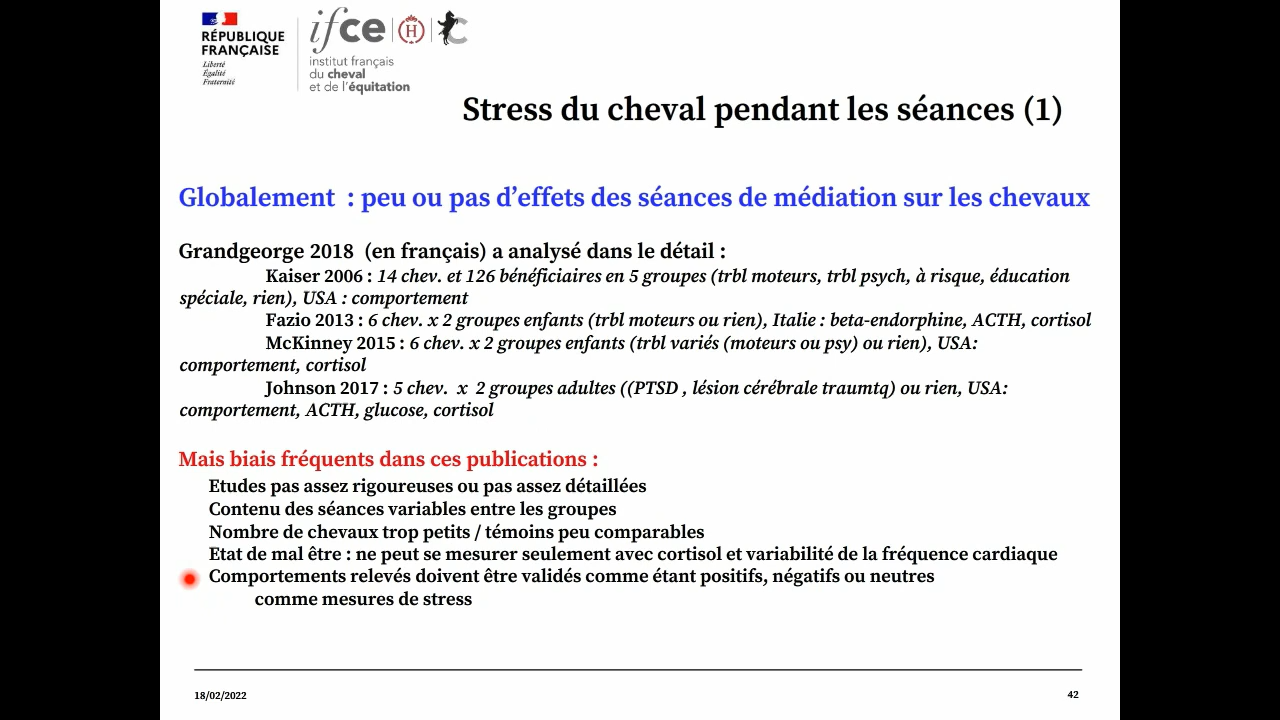 RÉPUBLIQUE
FRANÇAISE
Liberté
Égalité
Fraternité
ifce
H
institut français
du cheval
et de l'équitation
Stress du cheval pendant les séances (1)
Globalement : peu ou pas d'effets des séances de médiation sur les chevaux
Grandgeorge 2018 (en français) a analysé dans le détail :
Kaiser 2006 : 14 chev. et 126 bénéficiaires en 5 groupes (trbl moteurs, trbl psych, à risque, éducation
spéciale, rien), USA : comportement
Fazio 2013 : 6 chev. x 2 groupes enfants (trbl moteurs ou rien), Italie : beta-endorphine, ACTH, cortisol
McKinney 2015 : 6 chev. x 2 groupes enfants (trbl variés (moteurs ou psy) ou rien), USA:
comportement, cortisol
Johnson 2017 : 5 chev. x 2 groupes adultes ((PTSD , lésion cérébrale traumtq) ou rien, USA:
comportement, ACTH, glucose, cortisol
Mais biais fréquents dans ces publications :
Etudes pas assez rigoureuses ou pas assez détaillées
Contenu des séances variables entre les groupes
Nombre de chevaux trop petits / témoins peu comparables
Etat de mal être : ne peut se mesurer seulement avec cortisol et variabilité de la fréquence cardiaque
Comportements relevés doivent être validés comme étant positifs, négatifs ou neutres
comme mesures de stress
18/02/2022
42